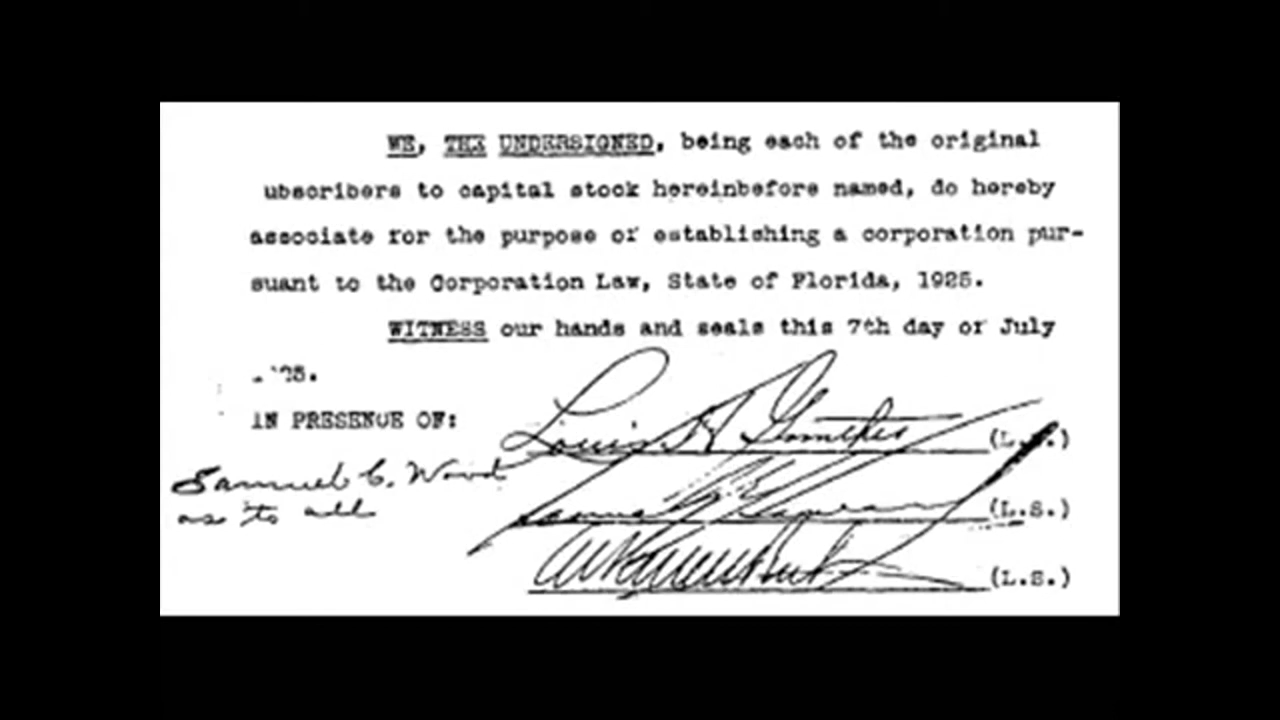 WE, THE UNDERSIGNED, being each of the original
ubscribers to capital stock hereinbefore named, do hereby
associate for the purpose of establishing a corporation pur-
suant to the Corporation Law, State of Florida, 1925.
WITNESS our hands and seals this 7th day of July
25.
IN PRESENCE OF:
Louis A (L.S.)
Samuel C. Wood
as to all
(L.S.)
(L.S.)